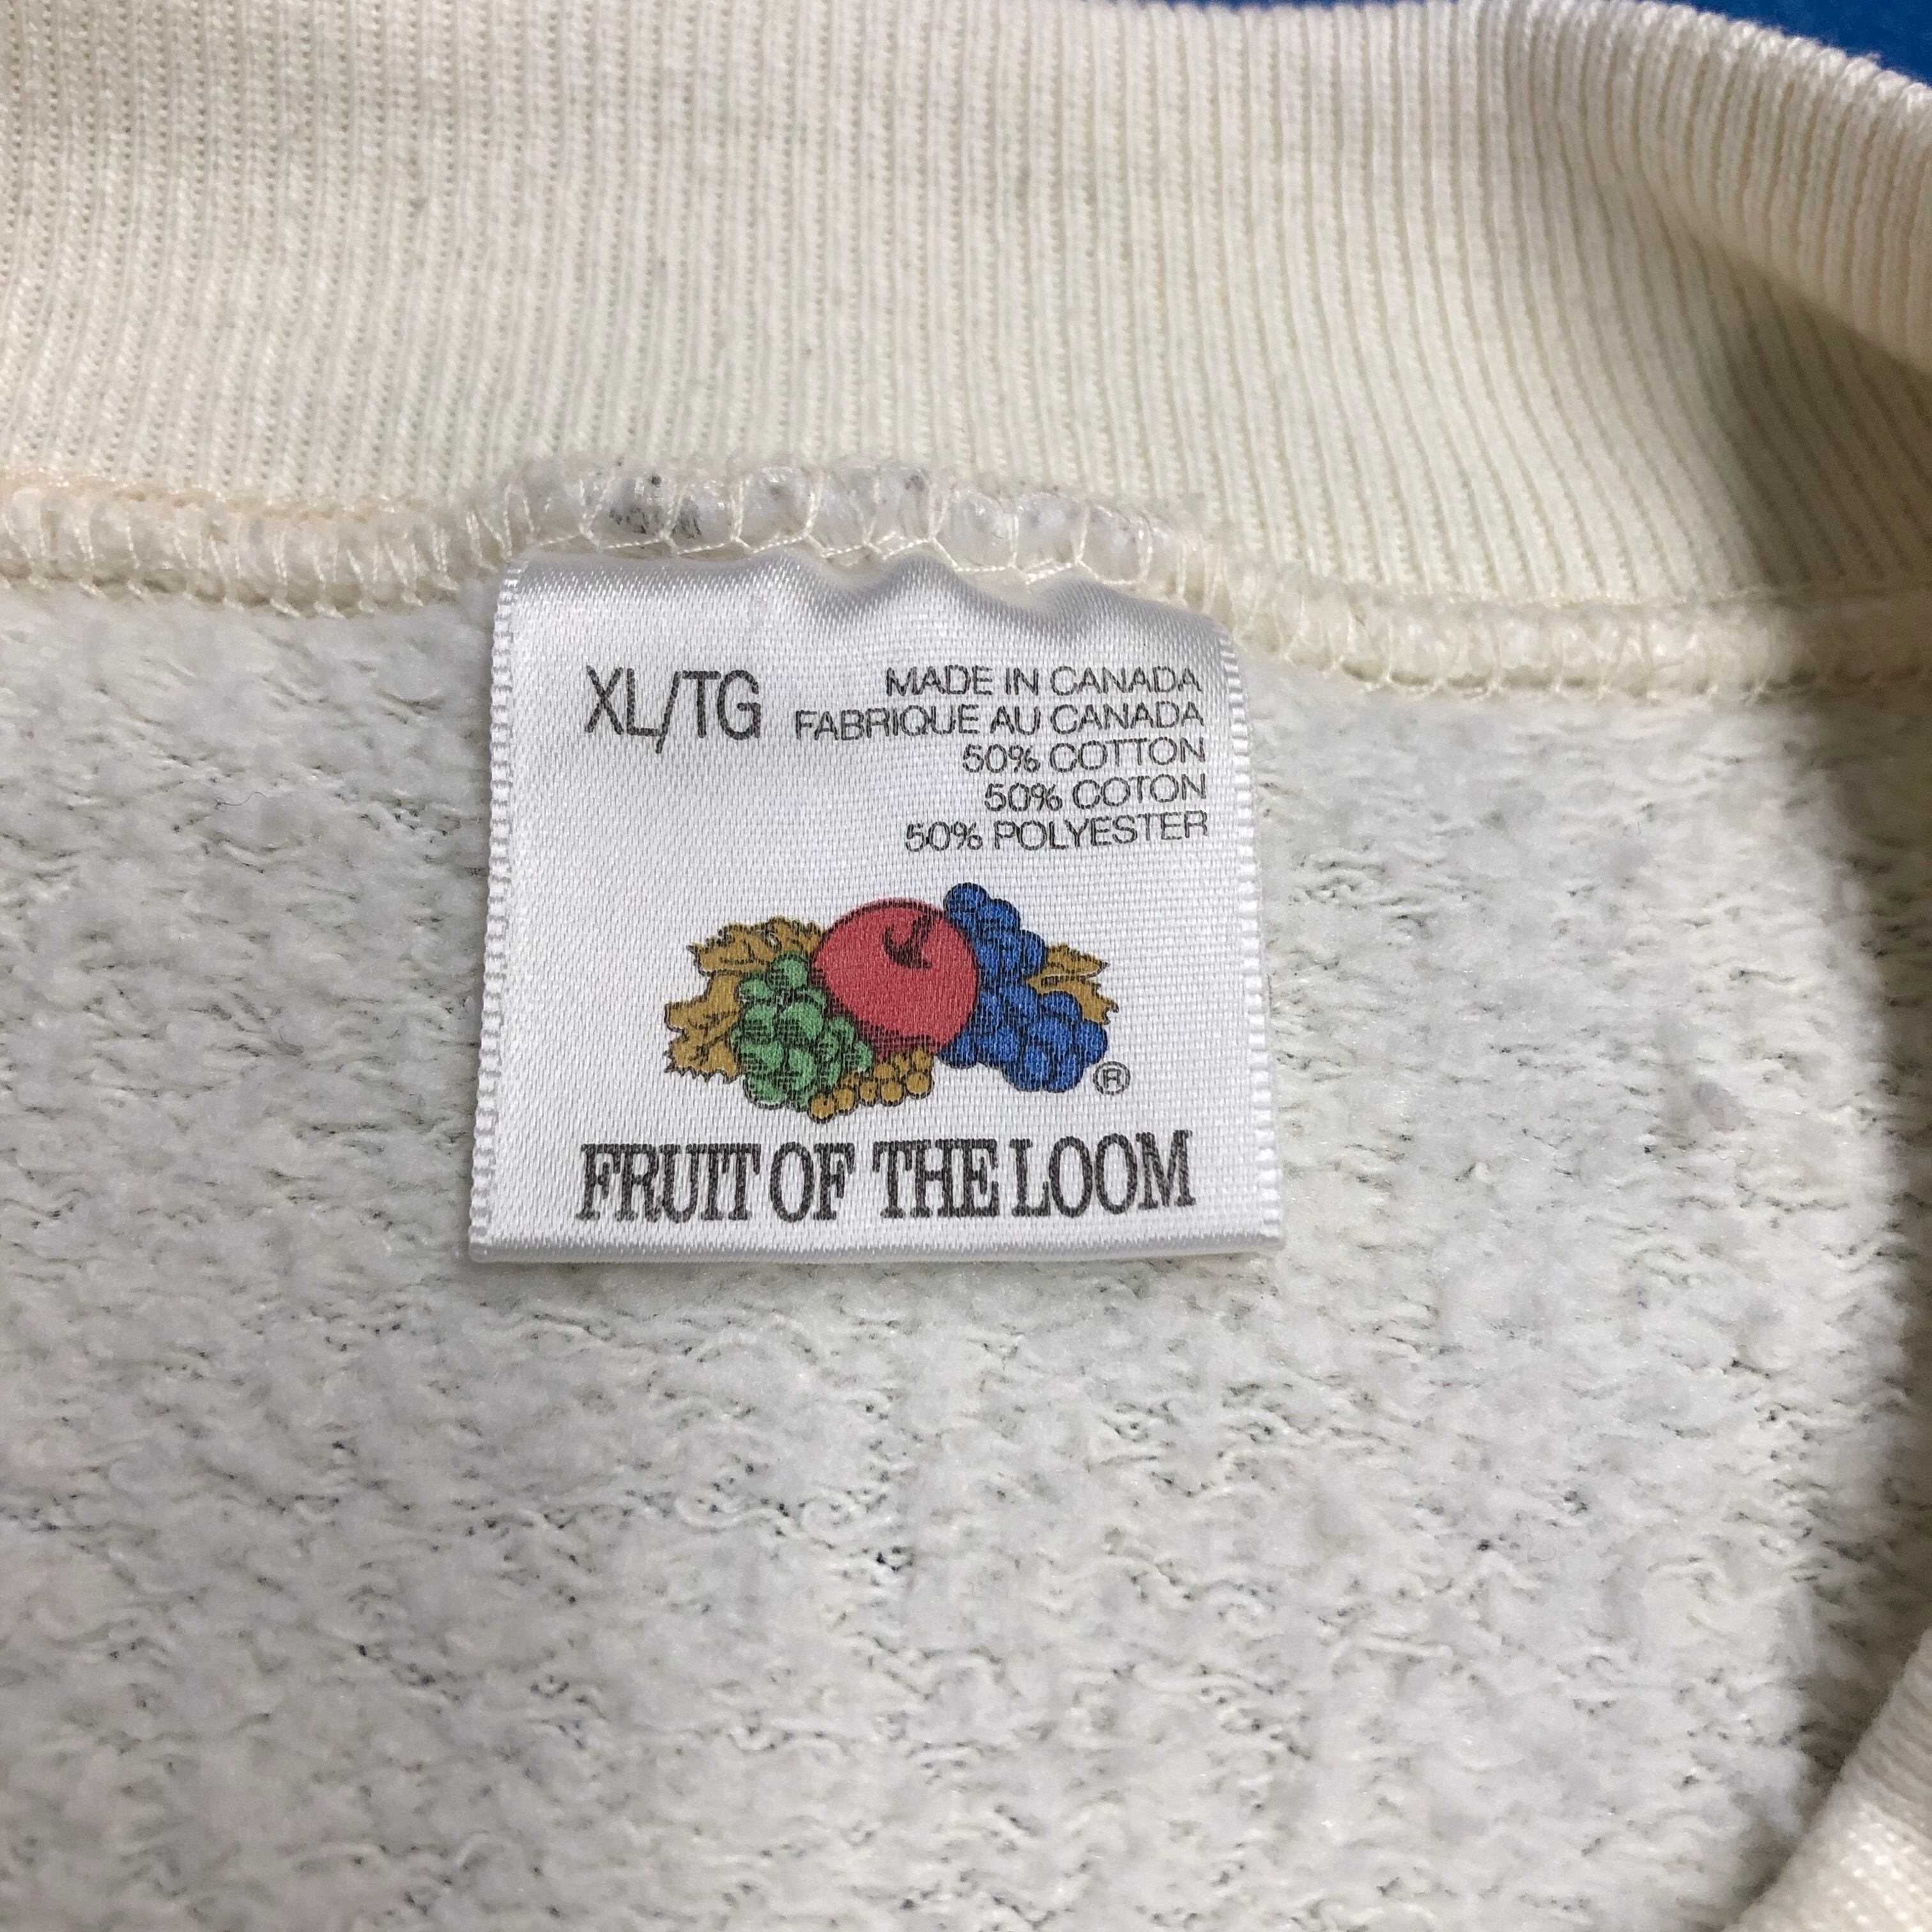 XL/TG
MADE IN CANADA
FABRIQUE AU CANADA
50% COTTON
50% COTON
50% POLYESTER
®
FRUIT OF THE LOOM